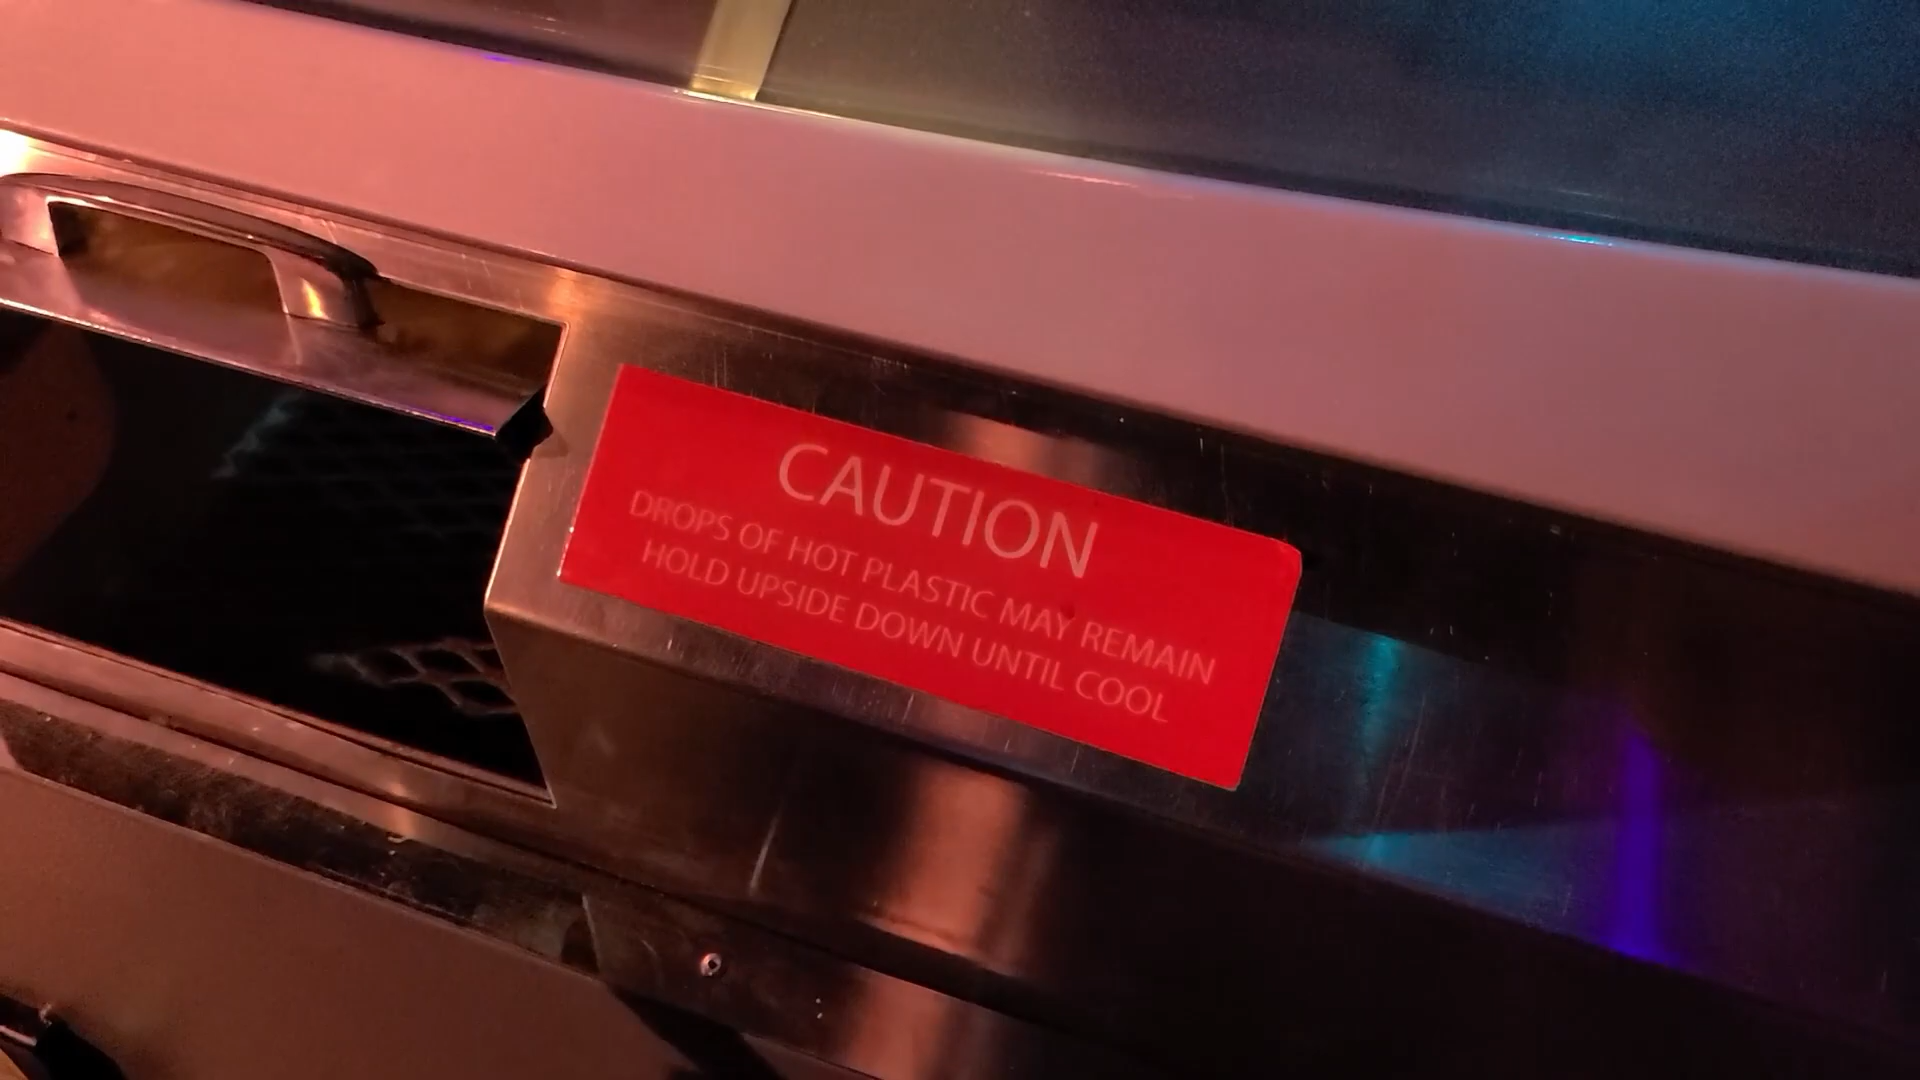 CAUTION
DROPS OF HOT PLASTIC MAY REMAIN
HOLD UPSIDE DOWN UNTIL COOL